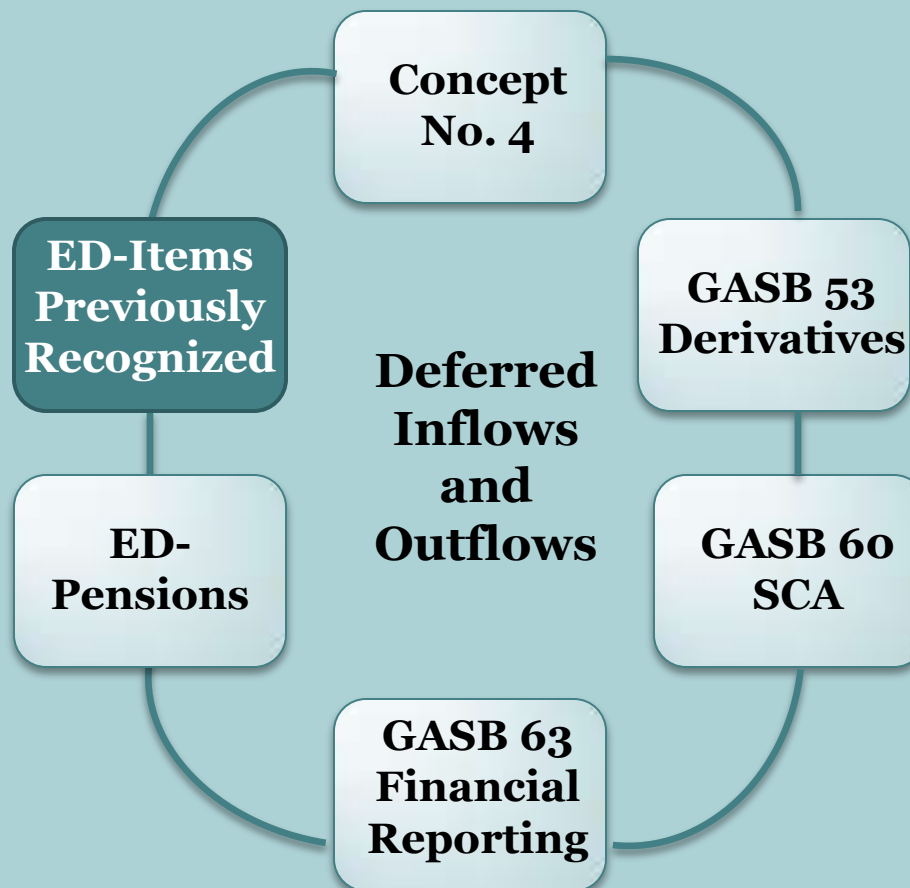 Concept
No. 4
ED-Items
Previously
Recognized
GASB 53
Derivatives
Deferred
Inflows
and
Outflows
ED-
Pensions
GASB 60
SCA
GASB 63
Financial
Reporting